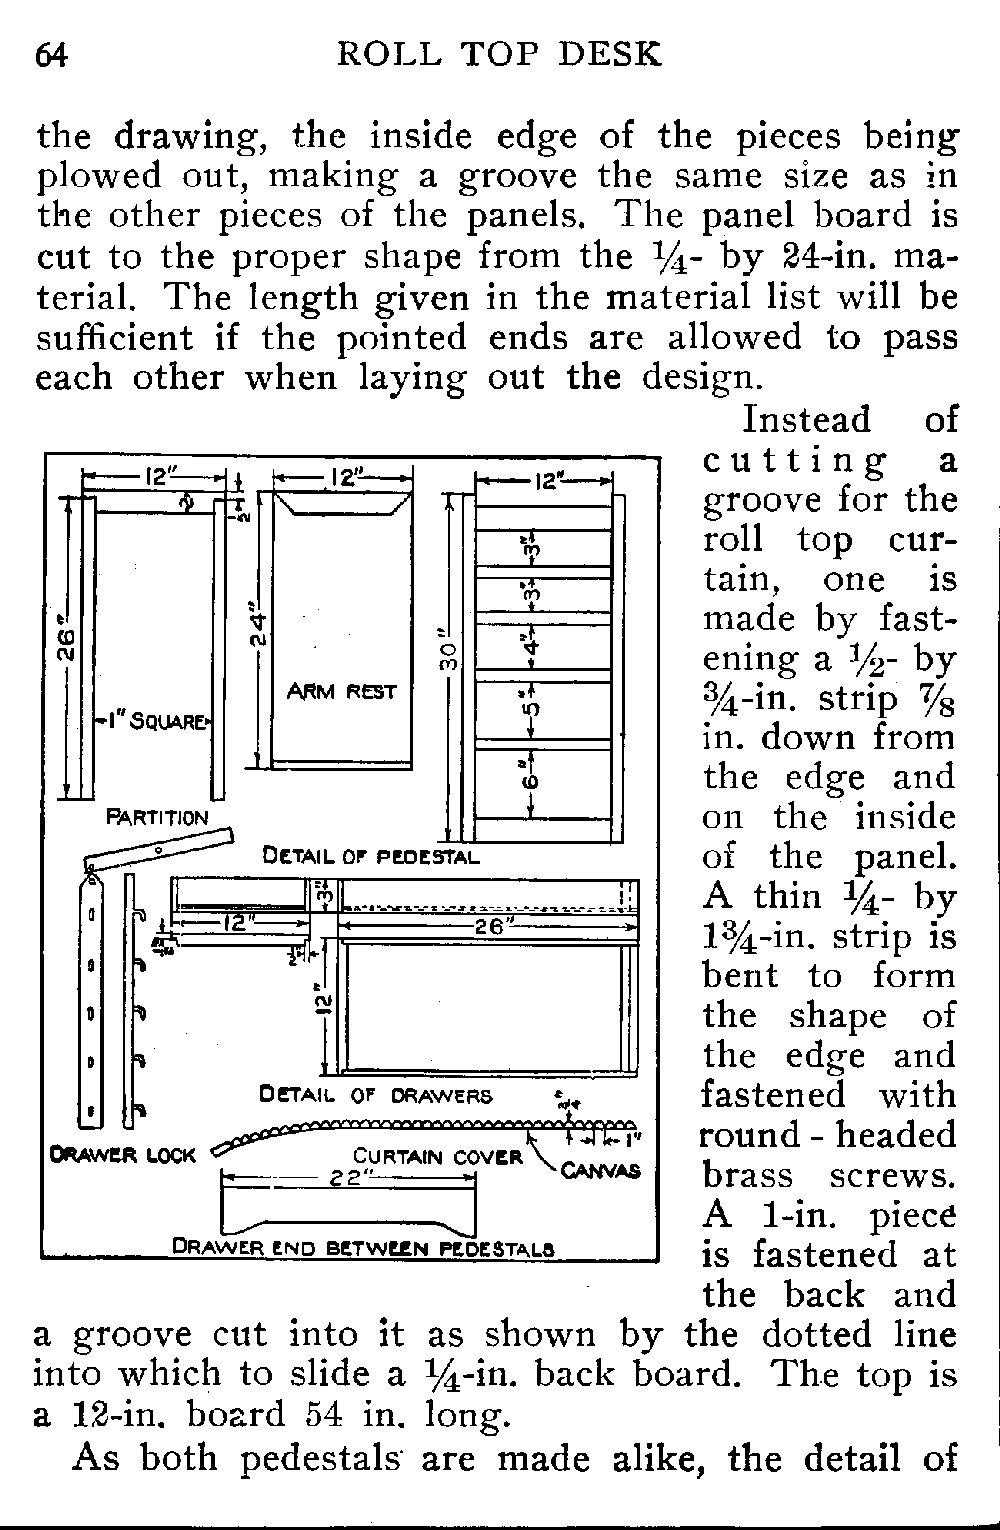 64
ROLL TOP DESK
the drawing, the inside edge of the pieces being
plowed out, making a groove the same size as in
the other pieces of the panels. The panel board is
cut to the proper shape from the ¼- by 24-in. ma-
terial. The length given in the material list will be
sufficient if the pointed ends are allowed to pass
each other when laying out the design.
Instead of
cutting a
groove for the
roll top cur-
tain, one is
made by fast-
ening a ½- by
¾-in. strip ⅞
in. down from
the edge and
on the inside
of the panel.
A thin ¼- by
1¾-in. strip is
bent to form
the shape of
the edge and
fastened with
round-headed
brass screws.
A 1-in. piece
is fastened at
the back and
12"
2"
26"
1" SQUARE
PARTITION
12"
24"
ARM REST
12"
30"
3"
3"
4"
5"
6"
DETAIL OF PEDESTAL
3"
12"
26"
½"
12"
DETAIL OF DRAWERS
DRAWER LOCK
1"
CURTAIN COVER
CANVAS
22"
DRAWER END BETWEEN PEDESTALS
a groove cut into it as shown by the dotted line
into which to slide a ¼-in. back board. The top is
a 12-in. board 54 in. long.
As both pedestals are made alike, the detail of